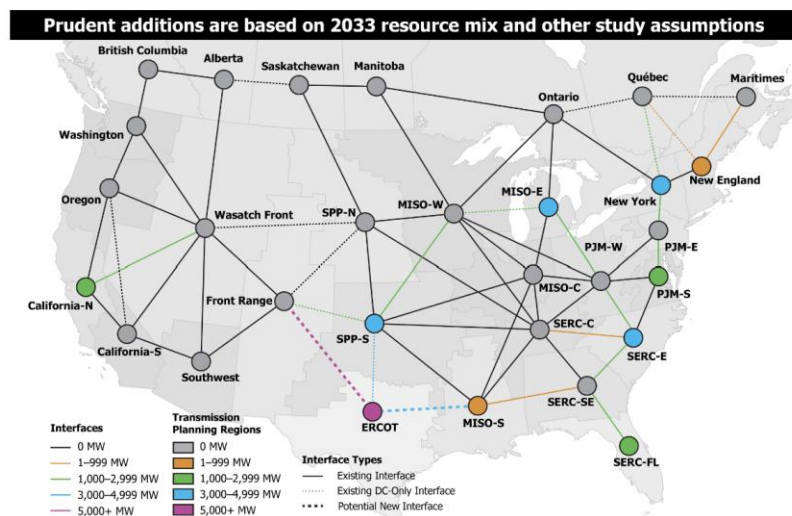 Prudent additions are based on 2033 resource mix and other study assumptions
British Columbia
Alberta
Saskatchewan
Manitoba
Ontario
Québec
Maritimes
Washington
Oregon
Wasatch Front
SPP-N
MISO-W
MISO-E
New York
New England
PJM-W
PJM-E
California-N
Front Range
MISO-C
PJM-S
California-S
Southwest
SPP-S
SERC-C
SERC-E
ERCOT
MISO-S
SERC-SE
SERC-FL
Interfaces
0 MW
1–999 MW
1,000–2,999 MW
3,000–4,999 MW
5,000+ MW
Transmission
Planning Regions
0 MW
1–999 MW
1,000–2,999 MW
3,000–4,999 MW
5,000+ MW
Interface Types
Existing Interface
Existing DC-Only Interface
Potential New Interface